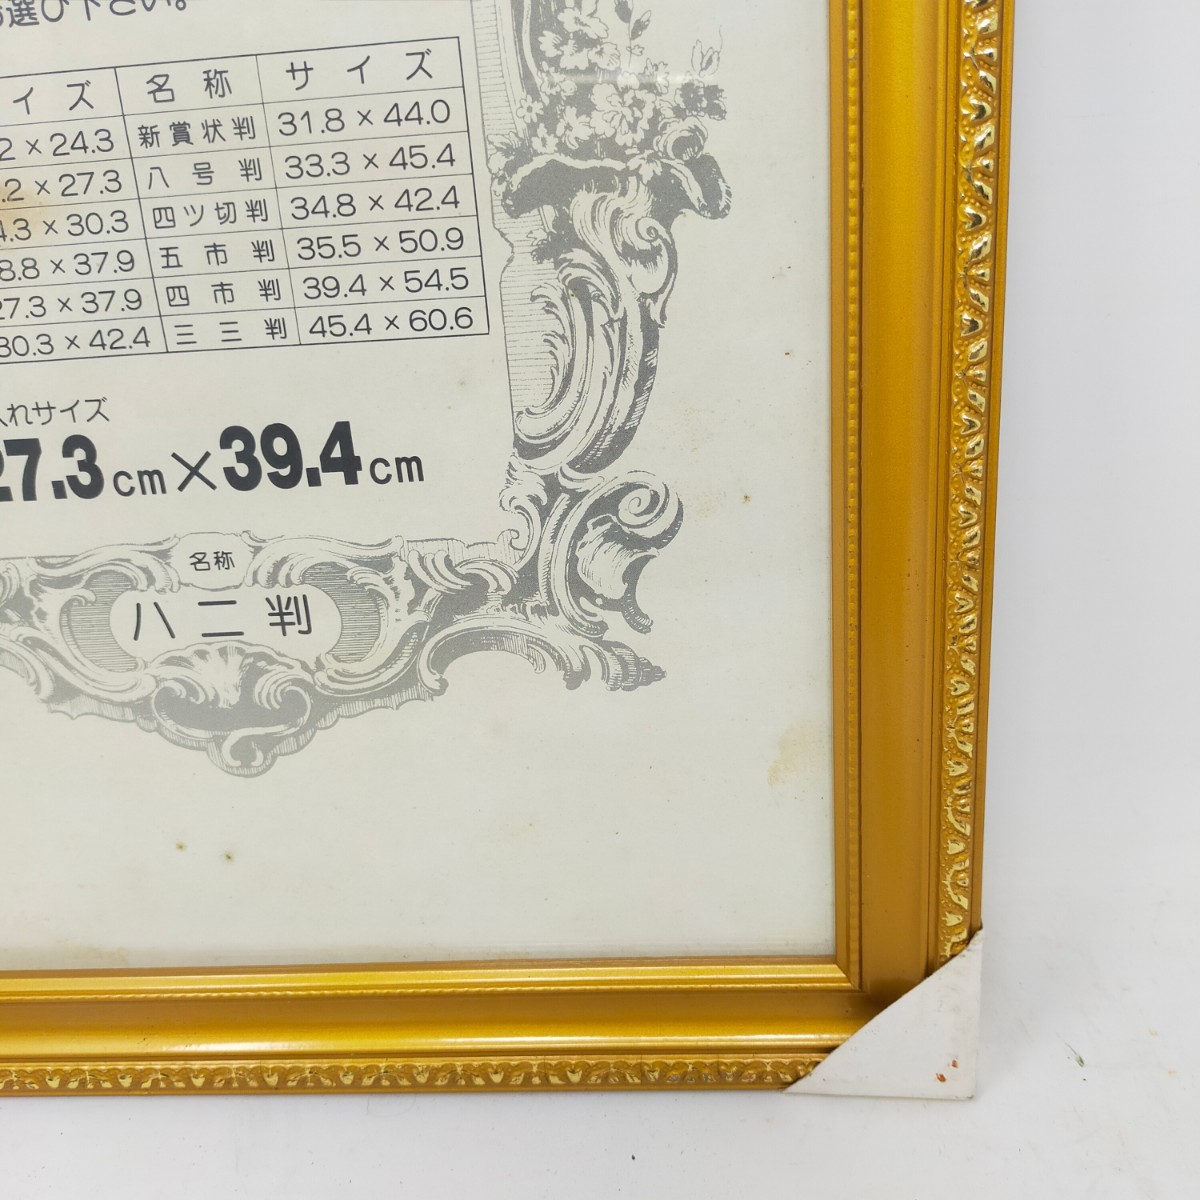 お選び下さい。
イズ 名称 サイズ
2×24.3 新賞状判 31.8×44.0
.2×27.3 八号判 33.3×45.4
4.3×30.3 四ツ切判 34.8×42.4
8.8×37.9 五市判 35.5×50.9
27.3×37.9 四市判 39.4×54.5
30.3×42.4 三三判 45.4×60.6
入れサイズ
27.3cm×39.4cm
名称
八二判